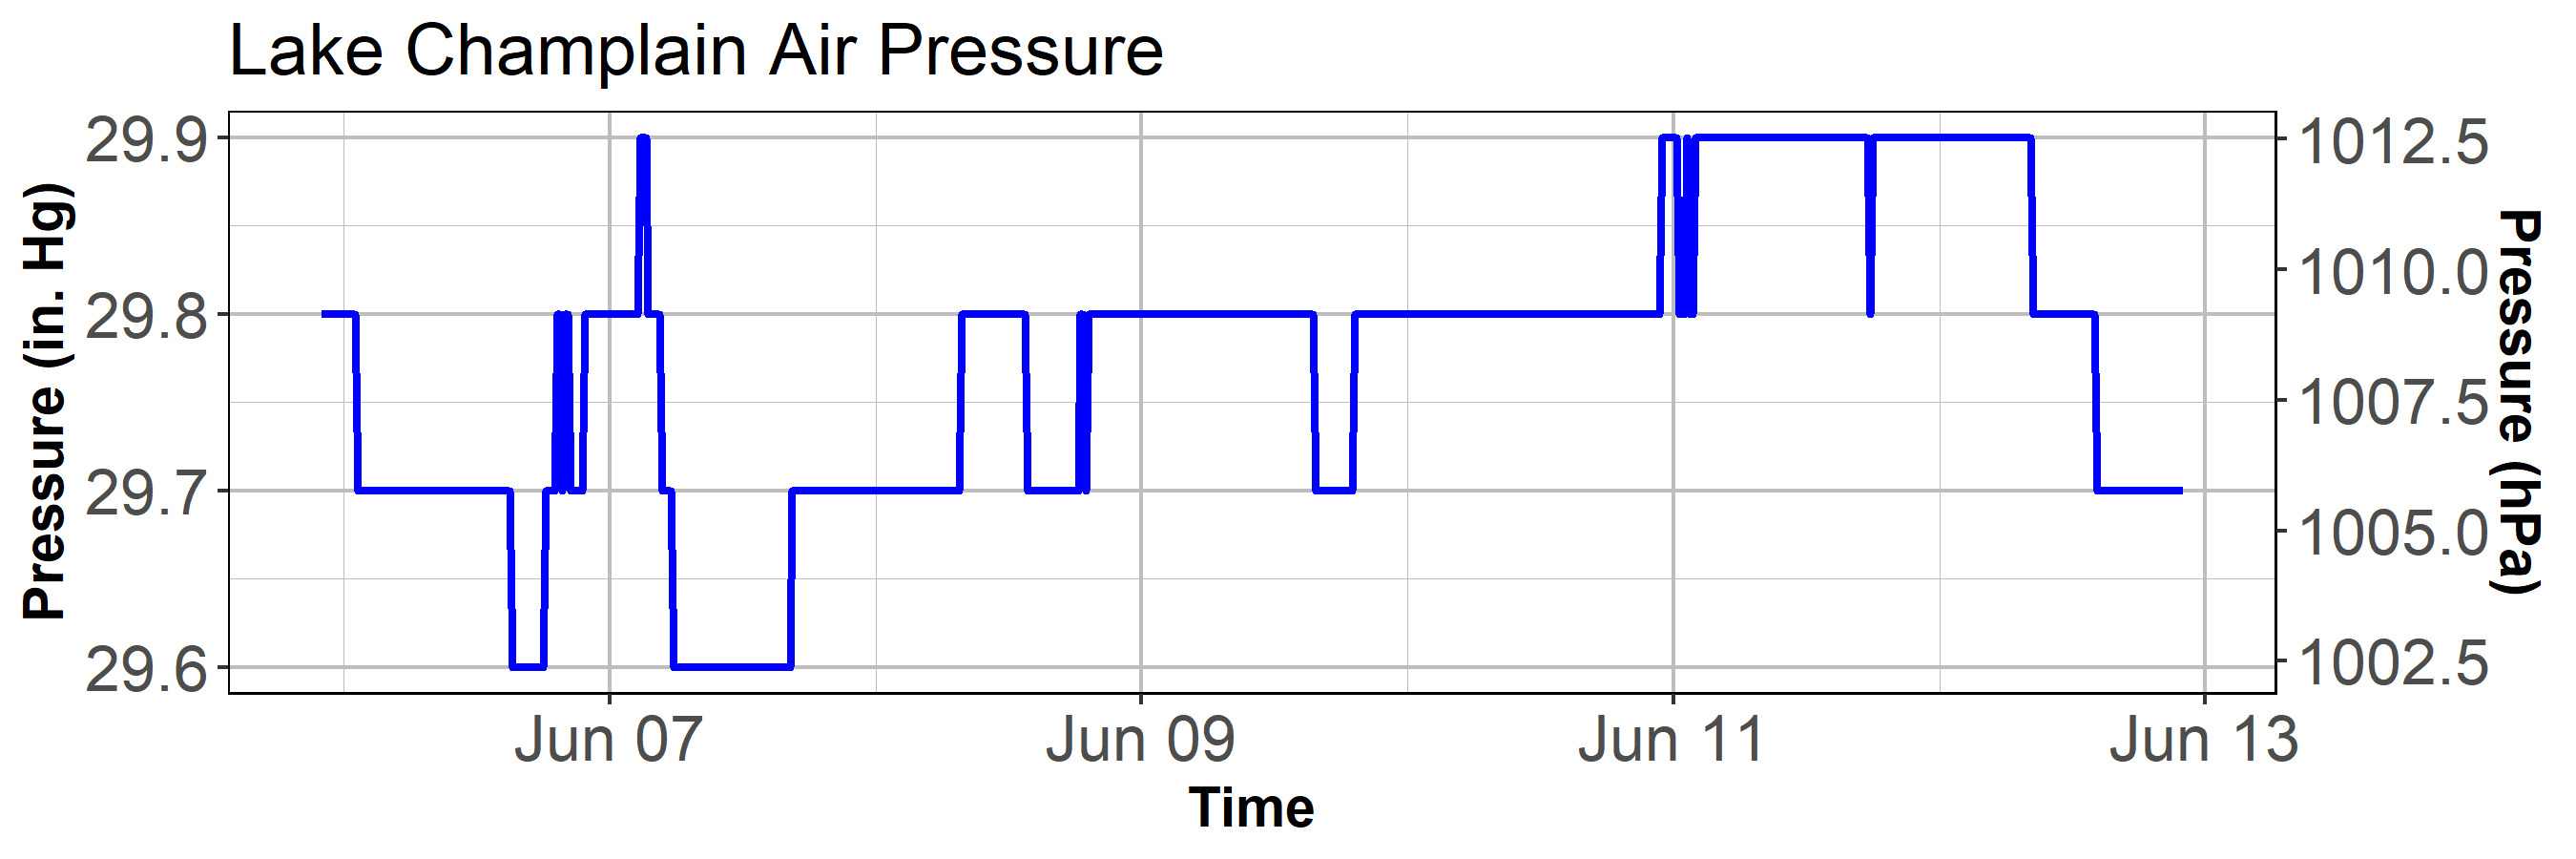 Lake Champlain Air Pressure
Pressure (in. Hg)
29.9
29.8
29.7
29.6
1012.5
1010.0
1007.5
1005.0
1002.5
Pressure (hPa)
Jun 07 Jun 09 Jun 11 Jun 13
Time